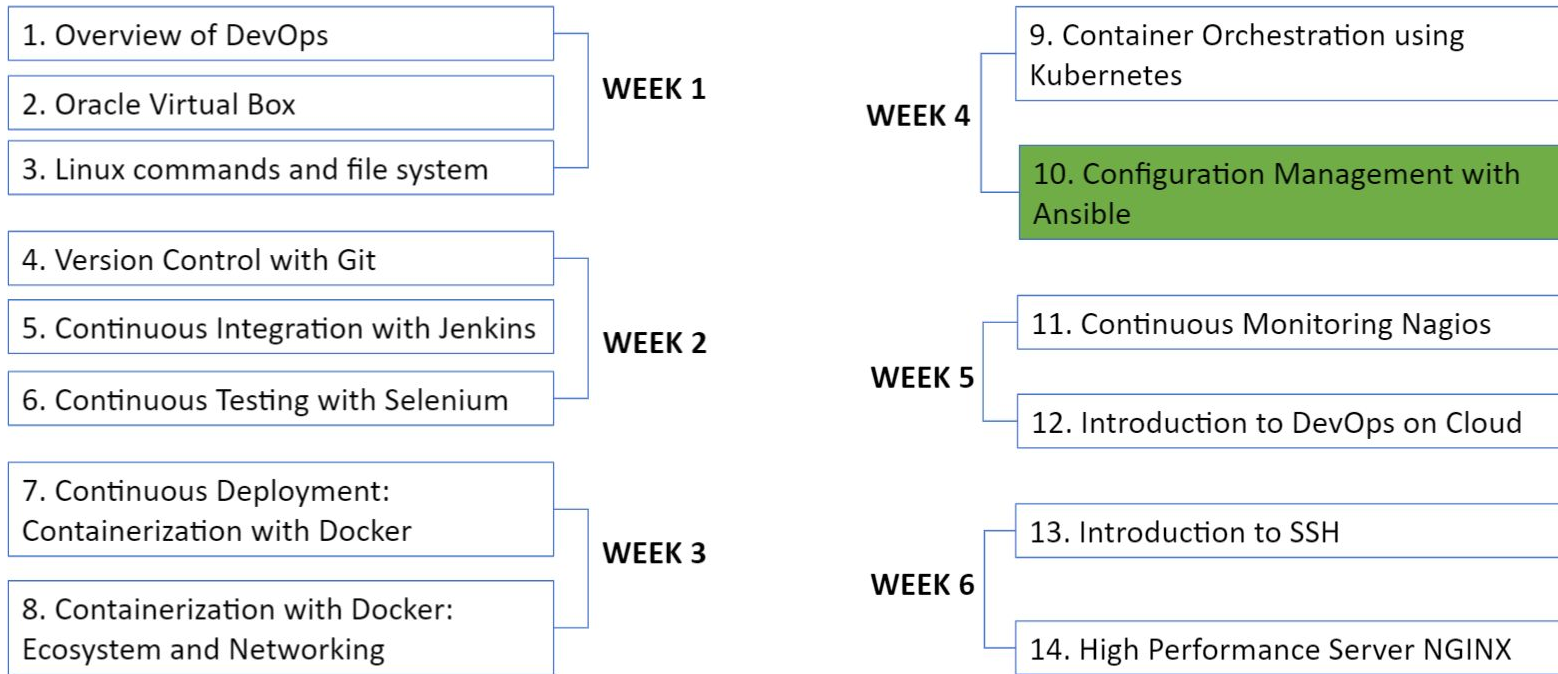 1. Overview of DevOps
2. Oracle Virtual Box
3. Linux commands and file system
WEEK 1
4. Version Control with Git
5. Continuous Integration with Jenkins
6. Continuous Testing with Selenium
WEEK 2
7. Continuous Deployment:
Containerization with Docker
8. Containerization with Docker:
Ecosystem and Networking
WEEK 3
9. Container Orchestration using
Kubernetes
WEEK 4
10. Configuration Management with
Ansible
11. Continuous Monitoring Nagios
WEEK 5
12. Introduction to DevOps on Cloud
13. Introduction to SSH
WEEK 6
14. High Performance Server NGINX